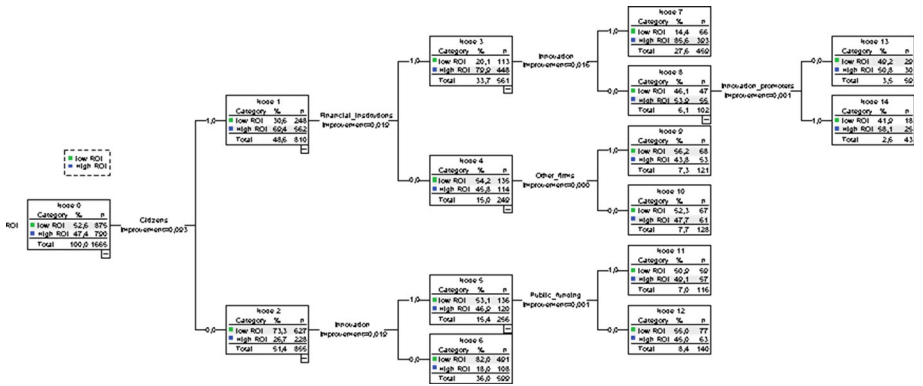 low ROI
High ROI
ROI
Node 0
Category % n
low ROI 52,6 875
High ROI 47,4 790
Total 100,0 1665
Citizens
Improvement=0,093
1,0
0,0
Node 1
Category % n
low ROI 30,6 248
High ROI 69,4 562
Total 48,6 810
Financial_Institutions
Improvement=0,019
1,0
0,0
Node 2
Category % n
low ROI 73,3 627
High ROI 26,7 228
Total 51,4 855
Innovation
Improvement=0,019
1,0
0,0
Node 3
Category % n
low ROI 20,1 113
High ROI 79,9 448
Total 33,7 561
Innovation
Improvement=0,016
1,0
0,0
Node 4
Category % n
low ROI 54,2 135
High ROI 45,8 114
Total 15,0 249
Other_firms
Improvement=0,000
1,0
0,0
Node 5
Category % n
low ROI 53,1 136
High ROI 46,9 120
Total 15,4 256
Public_funding
Improvement=0,001
1,0
0,0
Node 6
Category % n
low ROI 82,0 491
High ROI 18,0 108
Total 36,0 599
Node 7
Category % n
low ROI 14,4 66
High ROI 85,6 393
Total 27,6 459
Node 8
Category % n
low ROI 46,1 47
High ROI 53,9 55
Total 6,1 102
Innovation_promoters
Improvement=0,001
0,0
1,0
Node 9
Category % n
low ROI 56,2 68
High ROI 43,8 53
Total 7,3 121
Node 10
Category % n
low ROI 52,3 67
High ROI 47,7 61
Total 7,7 128
Node 11
Category % n
low ROI 50,9 59
High ROI 49,1 57
Total 7,0 116
Node 12
Category % n
low ROI 55,0 77
High ROI 45,0 63
Total 8,4 140
Node 13
Category % n
low ROI 49,2 29
High ROI 50,8 30
Total 3,5 59
Node 14
Category % n
low ROI 41,9 18
High ROI 58,1 25
Total 2,6 43